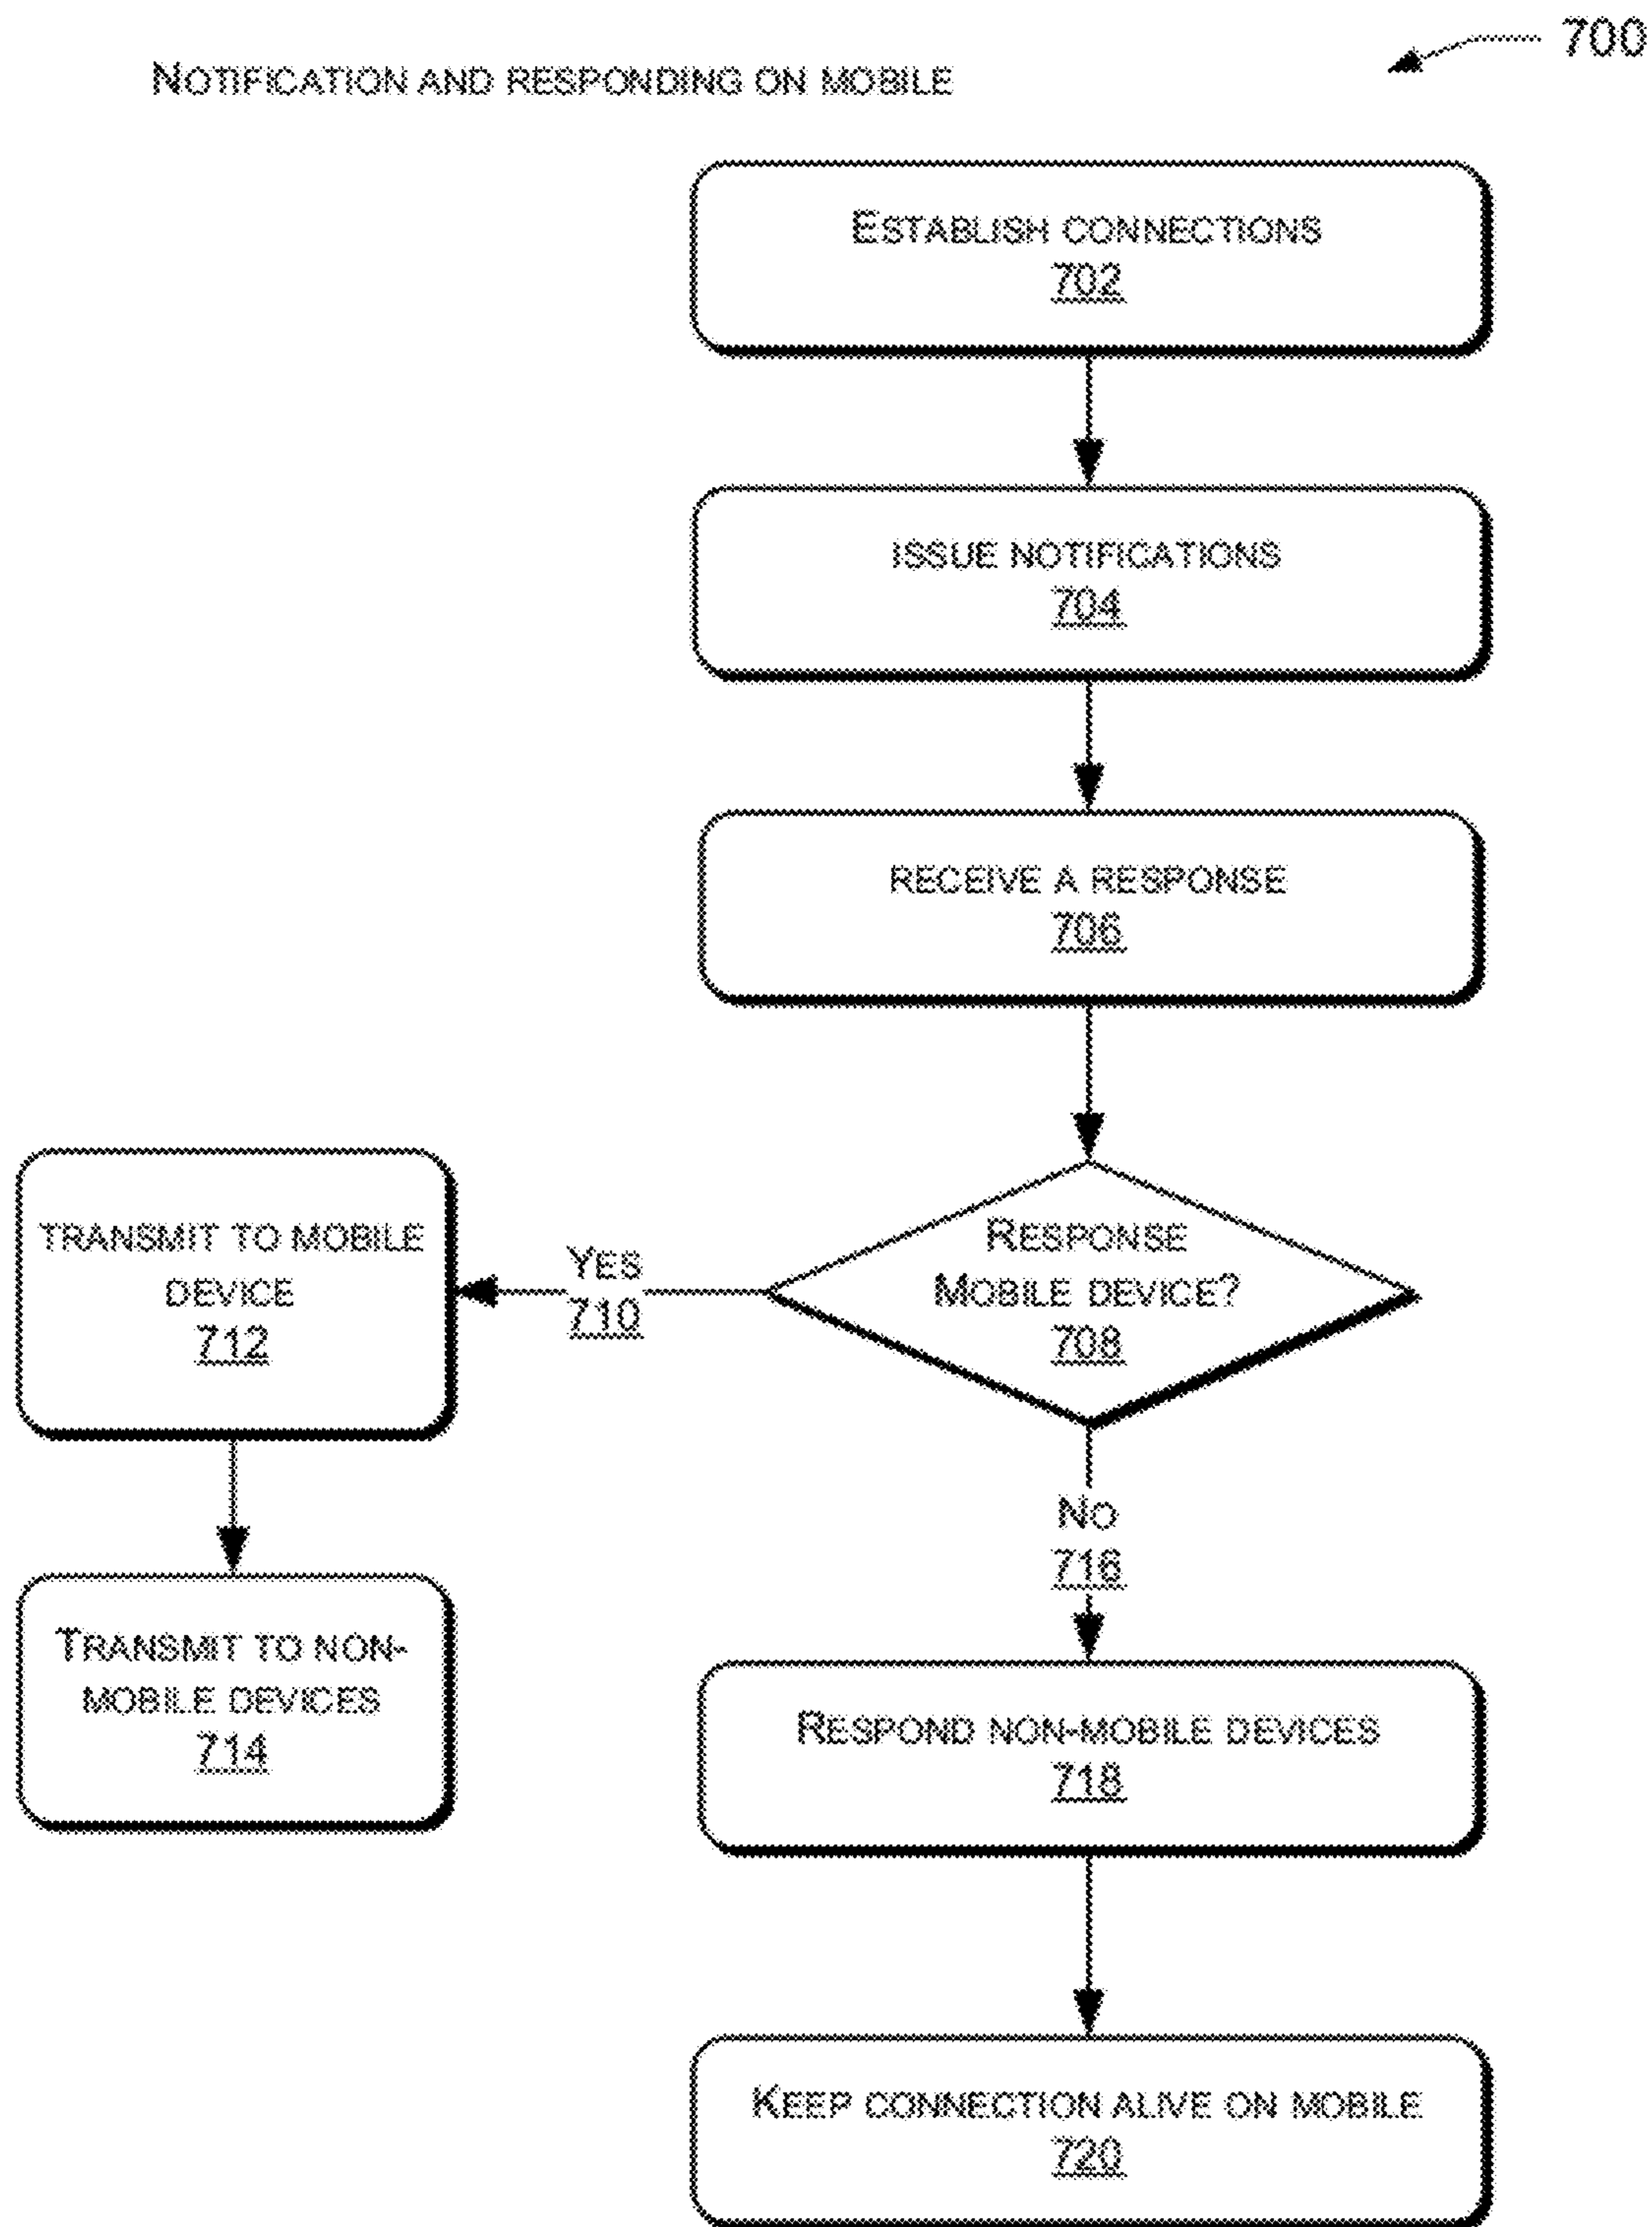 700
NOTIFICATION AND RESPONDING ON MOBILE
ESTABLISH CONNECTIONS
702
ISSUE NOTIFICATIONS
704
RECEIVE A RESPONSE
706
RESPONSE
MOBILE DEVICE?
708
YES
710
TRANSMIT TO MOBILE
DEVICE
712
TRANSMIT TO NON-
MOBILE DEVICES
714
NO
716
RESPOND NON-MOBILE DEVICES
718
KEEP CONNECTION ALIVE ON MOBILE
720